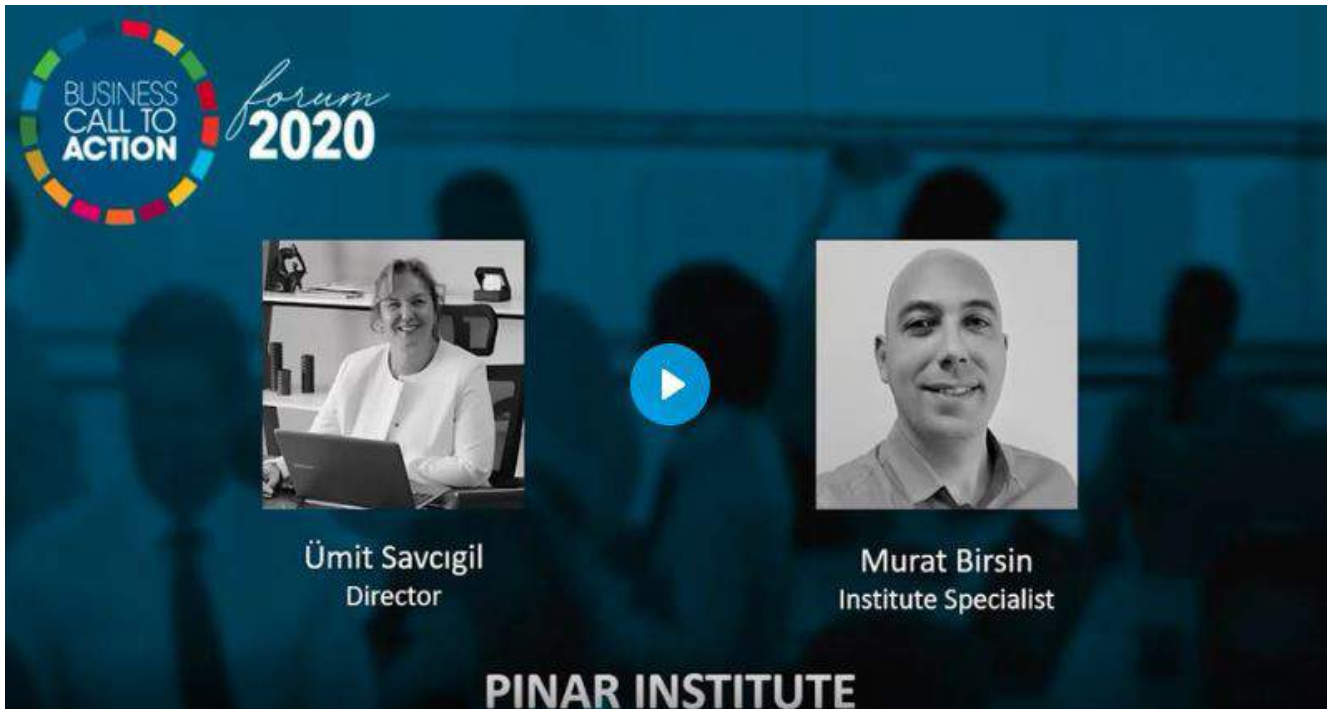 BUSINESS
CALL TO
ACTION
forum
2020
Ümit Savcıgil
Director
Murat Birsin
Institute Specialist
PINAR INSTITUTE